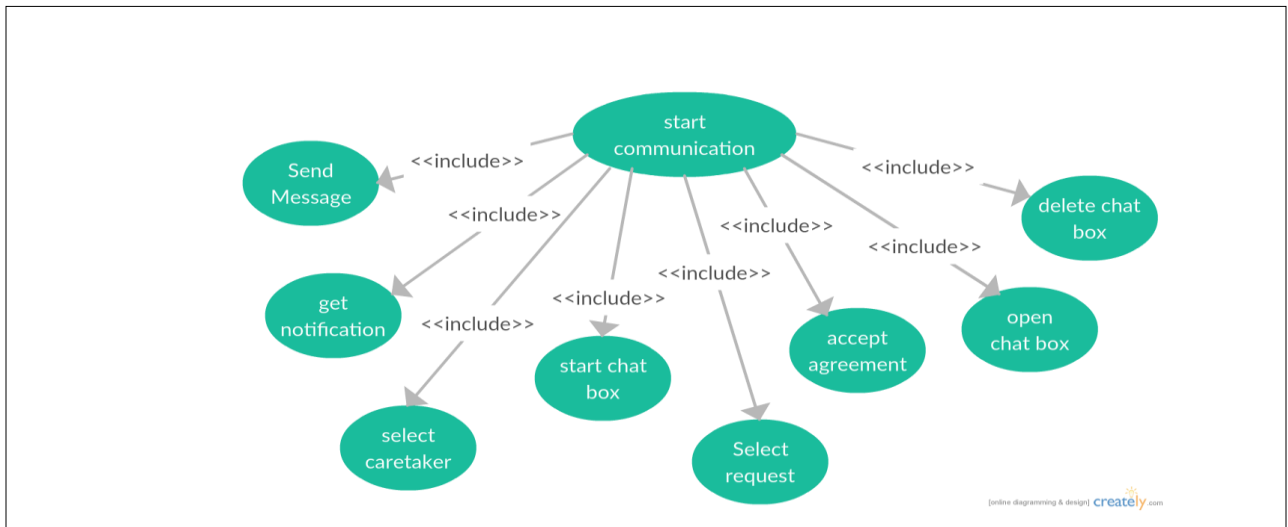 start
communication
<<include>>
Send
Message
<<include>>
delete chat
box
<<include>>
<<include>>
<<include>>
<<include>>
get
notification
<<include>>
<<include>>
open
chat box
accept
agreement
start chat
box
select
caretaker
Select
request
[online diagramming & design] creately.com